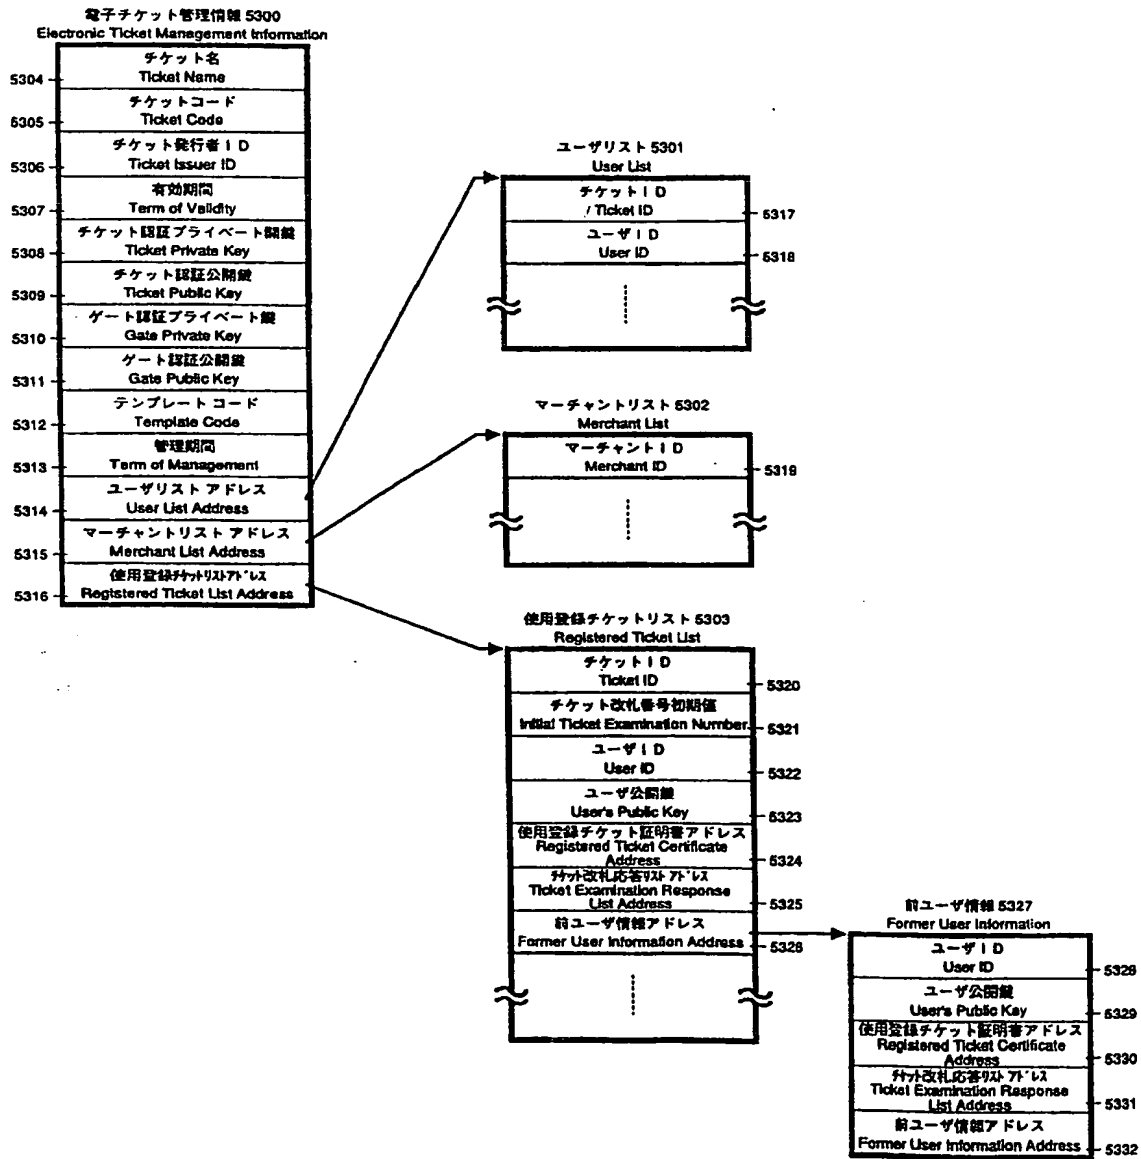 電子チケット管理情報 5300
Electronic Ticket Management Information
チケット名
Ticket Name
5304
チケットコード
Ticket Code
5305
チケット発行者ID
Ticket Issuer ID
5306
有効期間
Term of Validity
5307
チケット認証プライベート開鍵
Ticket Private Key
5308
チケット認証公開鍵
Ticket Public Key
5309
ゲート認証プライベート鍵
Gate Private Key
5310
ゲート認証公開鍵
Gate Public Key
5311
テンプレート コード
Template Code
5312
管理期間
Term of Management
5313
ユーザリスト アドレス
User List Address
5314
マーチャントリスト アドレス
Merchant List Address
5315
使用登録チケットリストアドレス
Registered Ticket List Address
5316
ユーザリスト 5301
User List
チケットID
/ Ticket ID
5317
ユーザID
User ID
5318
マーチャントリスト 5302
Merchant List
マーチャントID
Merchant ID
5319
使用登録チケットリスト 5303
Registered Ticket List
チケットID
Ticket ID
5320
チケット改札番号初期値
Initial Ticket Examination Number
5321
ユーザID
User ID
5322
ユーザ公開鍵
User's Public Key
5323
使用登録チケット証明書アドレス
Registered Ticket Certificate
Address
5324
チケット改札応答リスト アドレス
Ticket Examination Response
List Address
5325
前ユーザ情報アドレス
Former User Information Address
5326
前ユーザ情報 5327
Former User Information
ユーザID
User ID
5328
ユーザ公開鍵
User's Public Key
5329
使用登録チケット証明書アドレス
Registered Ticket Certificate
Address
5330
チケット改札応答リスト アドレス
Ticket Examination Response
List Address
5331
前ユーザ情報アドレス
Former User Information Address
5332